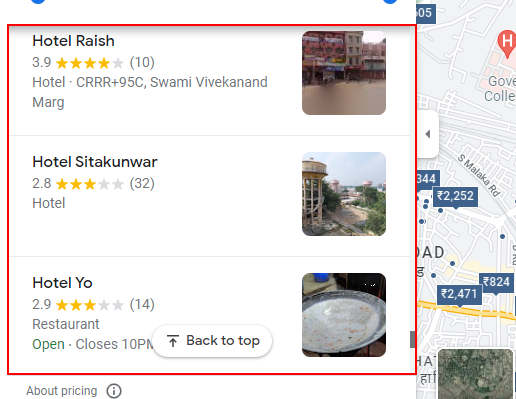 Hotel Raish
3.9 (10)
Hotel · CRRR+95C, Swami Vivekanand
Marg
Hotel Sitakunwar
2.8 (32)
Hotel
Hotel Yo
2.9 (14)
Restaurant
Open · Closes 10PM
Back to top
About pricing
605
H
Gove
Colle
S Malaka Rd
344
₹2,252
OAD
₹824
₹2,471
HAT